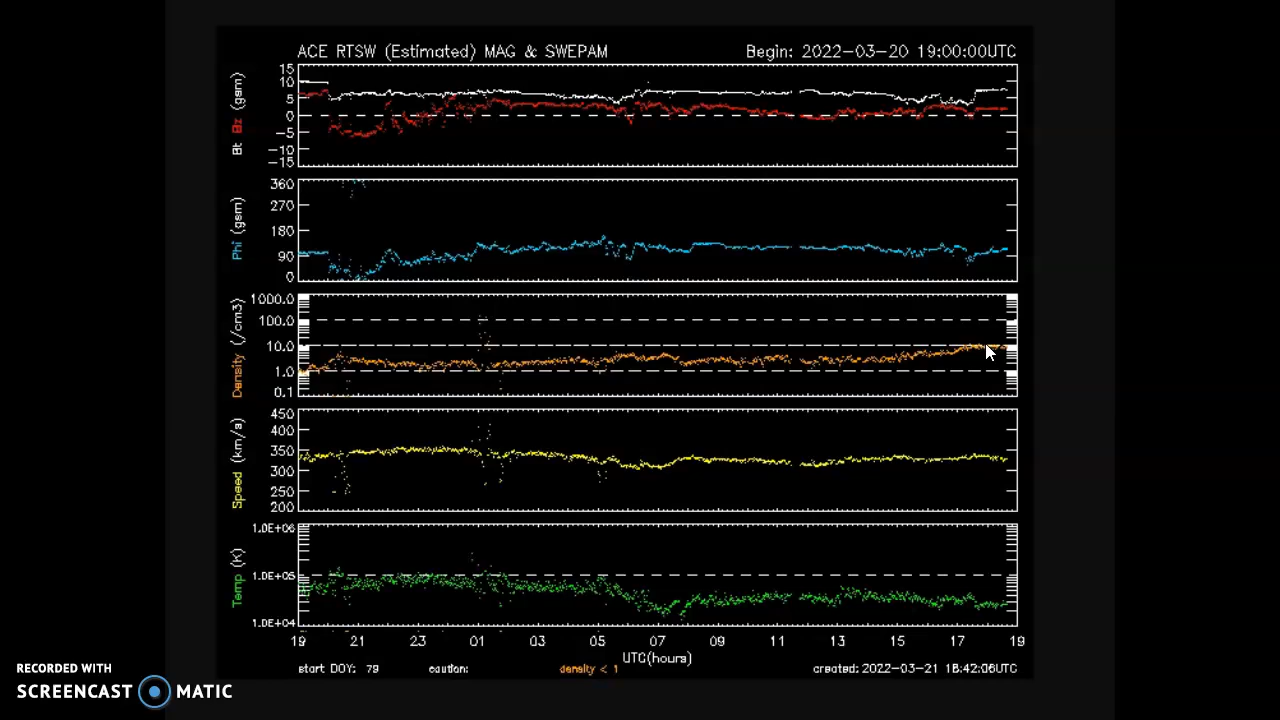 ACE RTSW (Estimated) MAG & SWEPAM
Begin: 2022-03-20 19:00:00UTC
Bt Bz (gsm)
15
10
5
0
-5
-10
-15
Phi (gsm)
360
270
180
90
0
Density (/cm3)
1000.0
100.0
10.0
1.0
0.1
Speed (km/s)
450
400
350
300
250
200
Temp (K)
1.0E+06
1.0E+05
1.0E+04
19 21 23 01 03 05 07 09 11 13 15 17 19
UTC(hours)
start DOY: 79 caution: density < 1 created: 2022-03-21 18:42:06UTC
RECORDED WITH
SCREENCAST MATIC